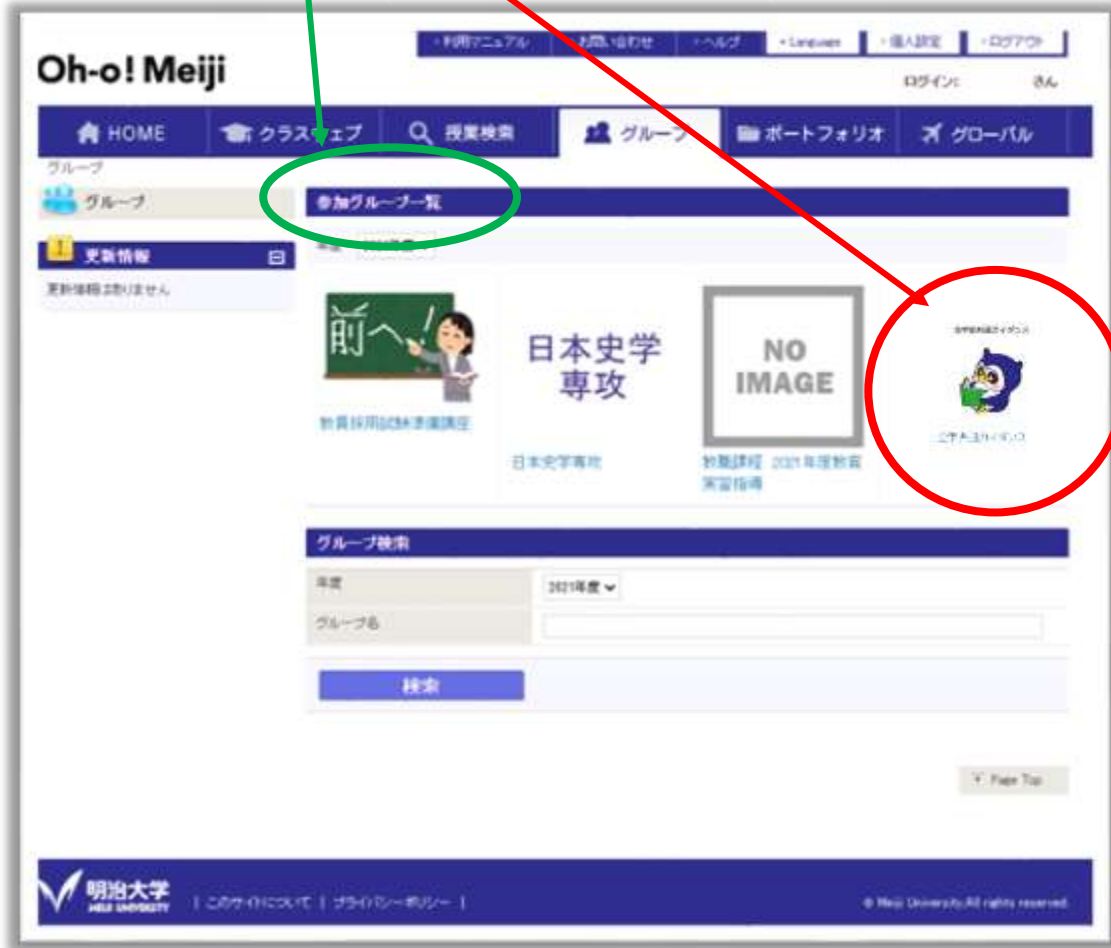 ・利用マニュアル ・お問い合わせ ・ヘルプ ・Language ・個人設定 ・ログアウト
Oh-o! Meiji
ログイン: さん
HOME クラスウェブ 授業検索 グループ ポートフォリオ グローバル
グループ
グループ
参加グループ一覧
更新情報
年度
更新情報はありません
前へ!
日本史学
専攻
NO
IMAGE
教員採用試験準備講座
日本史学専攻
教職課程 2021年度教育
実習指導
グループ検索
年度 2021年度
グループ名
検索
Page Top
明治大学
MEIJI UNIVERSITY
| このサイトについて | プライバシーポリシー |
© Meiji University,All rights reserved.